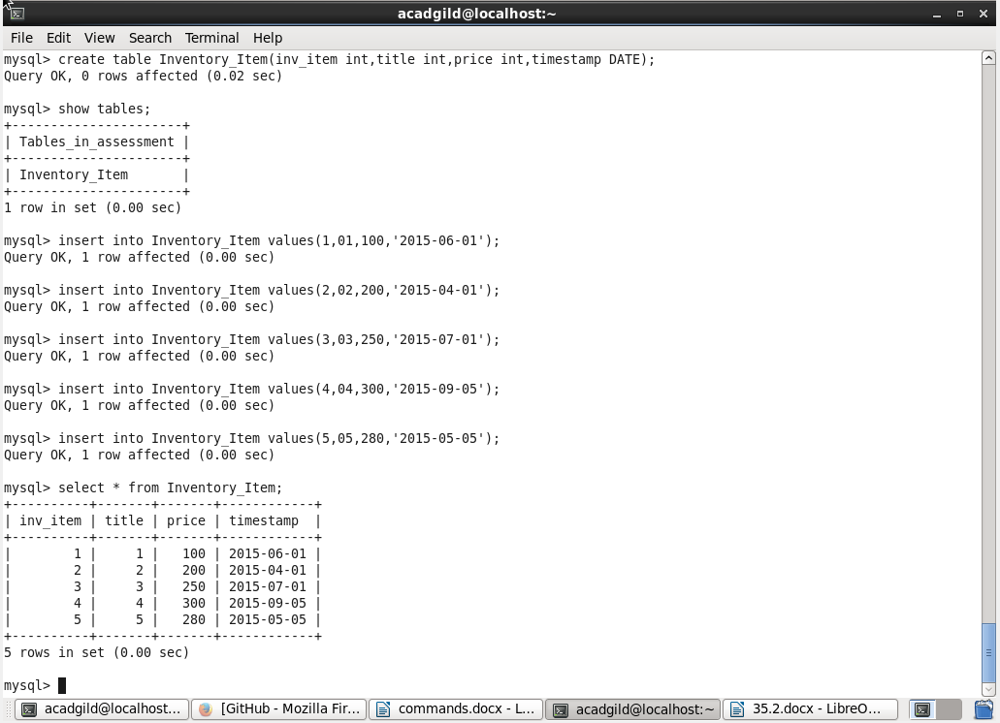 acadgild@localhost:~
File Edit View Search Terminal Help
mysql> create table Inventory_Item(inv_item int,title int,price int,timestamp DATE);
Query OK, 0 rows affected (0.02 sec)
mysql> show tables;
+----------------------+
| Tables_in_assessment |
+----------------------+
| Inventory_Item       |
+----------------------+
1 row in set (0.00 sec)
mysql> insert into Inventory_Item values(1,01,100,'2015-06-01');
Query OK, 1 row affected (0.00 sec)
mysql> insert into Inventory_Item values(2,02,200,'2015-04-01');
Query OK, 1 row affected (0.00 sec)
mysql> insert into Inventory_Item values(3,03,250,'2015-07-01');
Query OK, 1 row affected (0.00 sec)
mysql> insert into Inventory_Item values(4,04,300,'2015-09-05');
Query OK, 1 row affected (0.00 sec)
mysql> insert into Inventory_Item values(5,05,280,'2015-05-05');
Query OK, 1 row affected (0.00 sec)
mysql> select * from Inventory_Item;
+----------+-------+-------+------------+
| inv_item | title | price | timestamp  |
+----------+-------+-------+------------+
|        1 |     1 |   100 | 2015-06-01 |
|        2 |     2 |   200 | 2015-04-01 |
|        3 |     3 |   250 | 2015-07-01 |
|        4 |     4 |   300 | 2015-09-05 |
|        5 |     5 |   280 | 2015-05-05 |
+----------+-------+-------+------------+
5 rows in set (0.00 sec)
mysql>
acadgild@localhost:... [GitHub - Mozilla Fir... commands.docx - L... acadgild@localhost:~ 35.2.docx - LibreO...